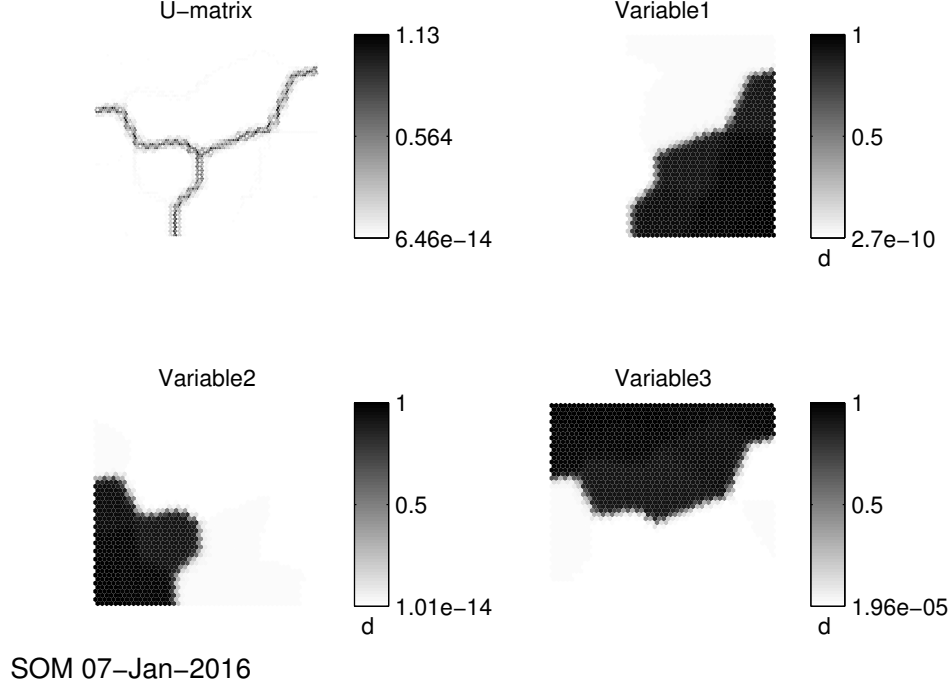 U−matrix
1.13
0.564
6.46e−14
Variable1
1
0.5
2.7e−10
d
Variable2
1
0.5
1.01e−14
d
Variable3
1
0.5
1.96e−05
d
SOM 07−Jan−2016